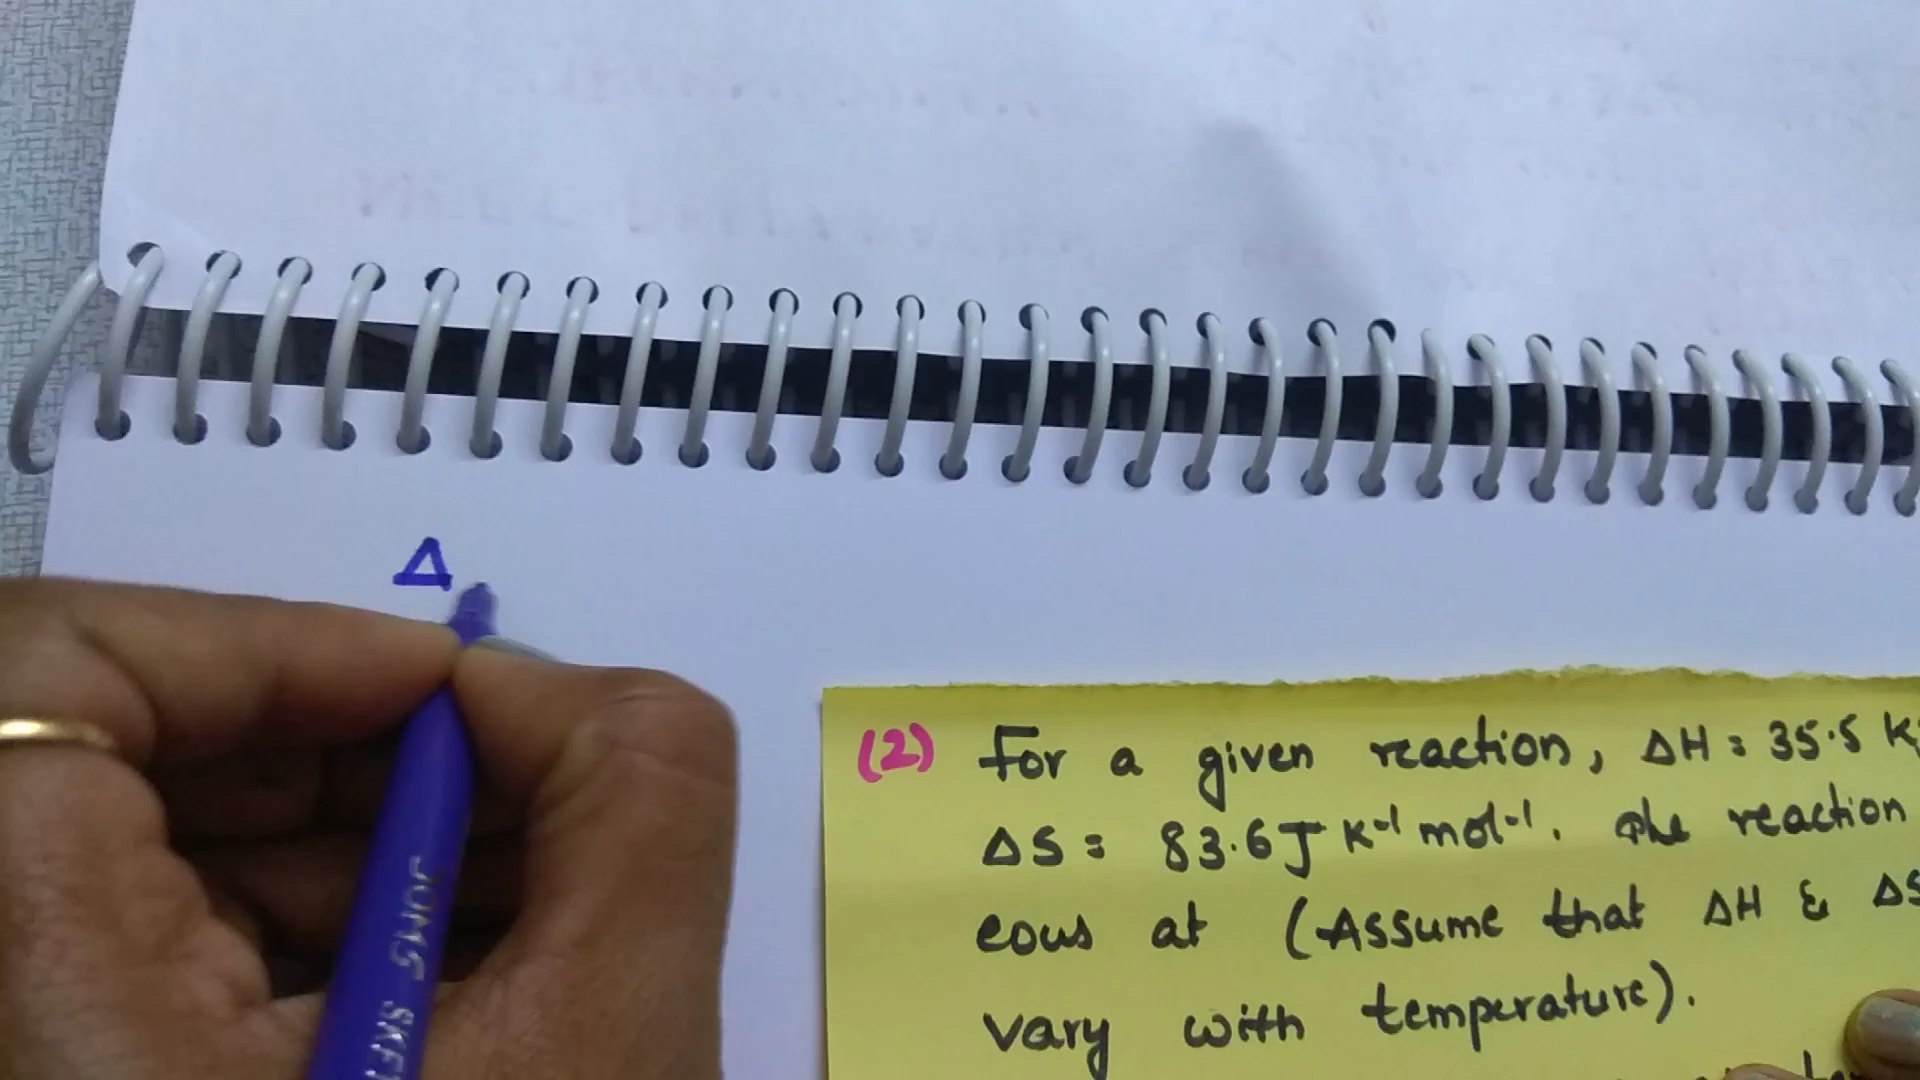 Δ
(2) For a given reaction, ΔH = 35.5 K
ΔS = 83.6 J K⁻¹ mol⁻¹. The reaction
eous at (Assume that ΔH & ΔS
vary with temperature).